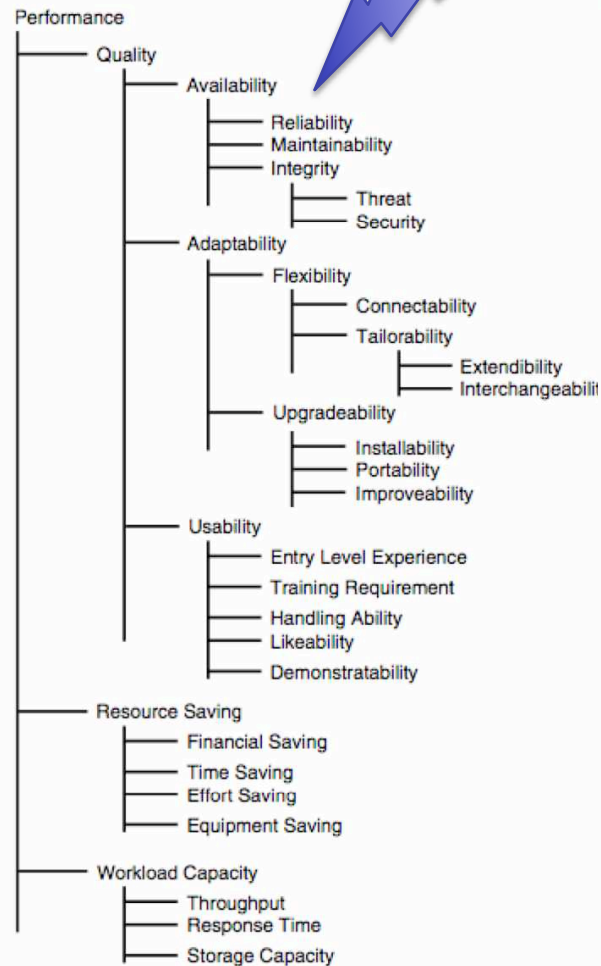 Performance
Quality
Availability
Reliability
Maintainability
Integrity
Threat
Security
Adaptability
Flexibility
Connectability
Tailorability
Extendibility
Interchangeabilit
Upgradeability
Installability
Portability
Improveability
Usability
Entry Level Experience
Training Requirement
Handling Ability
Likeability
Demonstratability
Resource Saving
Financial Saving
Time Saving
Effort Saving
Equipment Saving
Workload Capacity
Throughput
Response Time
Storage Capacity